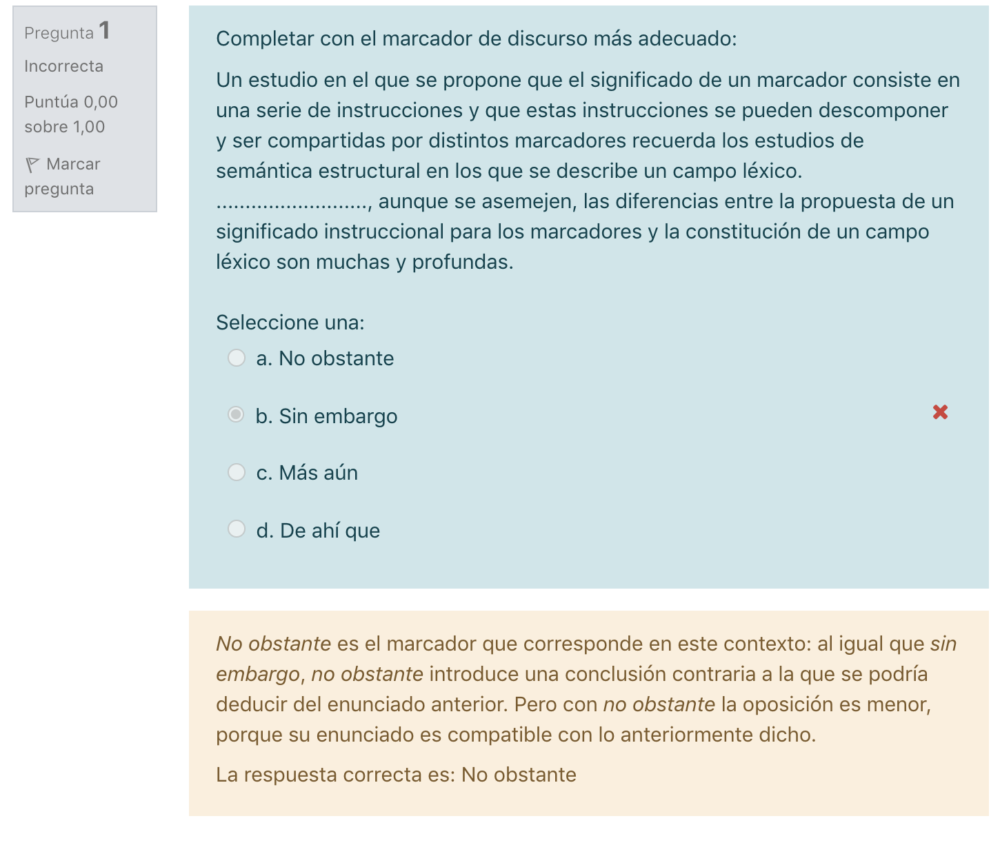 Pregunta 1
Incorrecta
Puntúa 0,00
sobre 1,00
Marcar
pregunta
Completar con el marcador de discurso más adecuado:
Un estudio en el que se propone que el significado de un marcador consiste en
una serie de instrucciones y que estas instrucciones se pueden descomponer
y ser compartidas por distintos marcadores recuerda los estudios de
semántica estructural en los que se describe un campo léxico.
.........................., aunque se asemejen, las diferencias entre la propuesta de un
significado instruccional para los marcadores y la constitución de un campo
léxico son muchas y profundas.
Seleccione una:
a. No obstante
b. Sin embargo
c. Más aún
d. De ahí que
No obstante es el marcador que corresponde en este contexto: al igual que sin
embargo, no obstante introduce una conclusión contraria a la que se podría
deducir del enunciado anterior. Pero con no obstante la oposición es menor,
porque su enunciado es compatible con lo anteriormente dicho.
La respuesta correcta es: No obstante